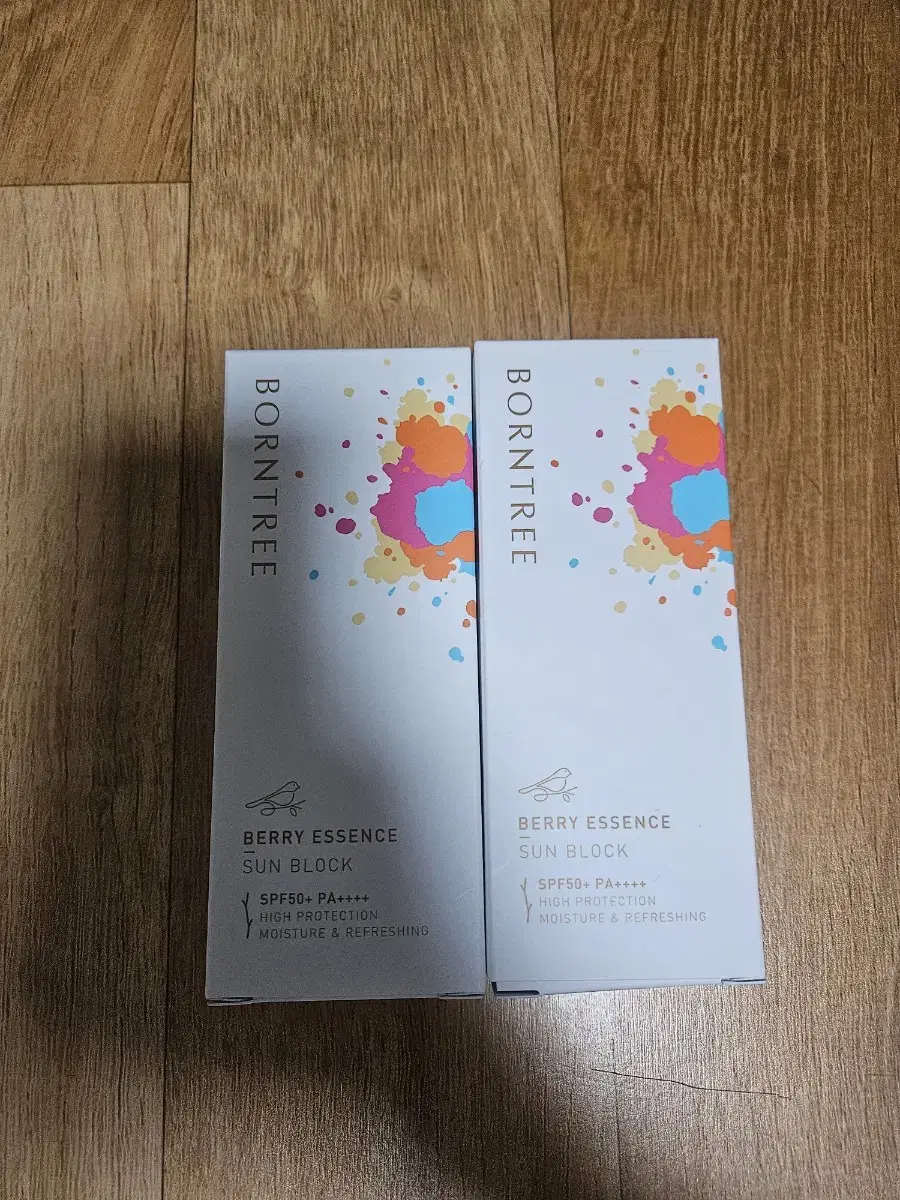 BORNTREE
BERRY ESSENCE
SUN BLOCK
SPF50+ PA++++
HIGH PROTECTION
MOISTURE & REFRESHING
BORNTREE
BERRY ESSENCE
SUN BLOCK
SPF50+ PA++++
HIGH PROTECTION
MOISTURE & REFRESHING